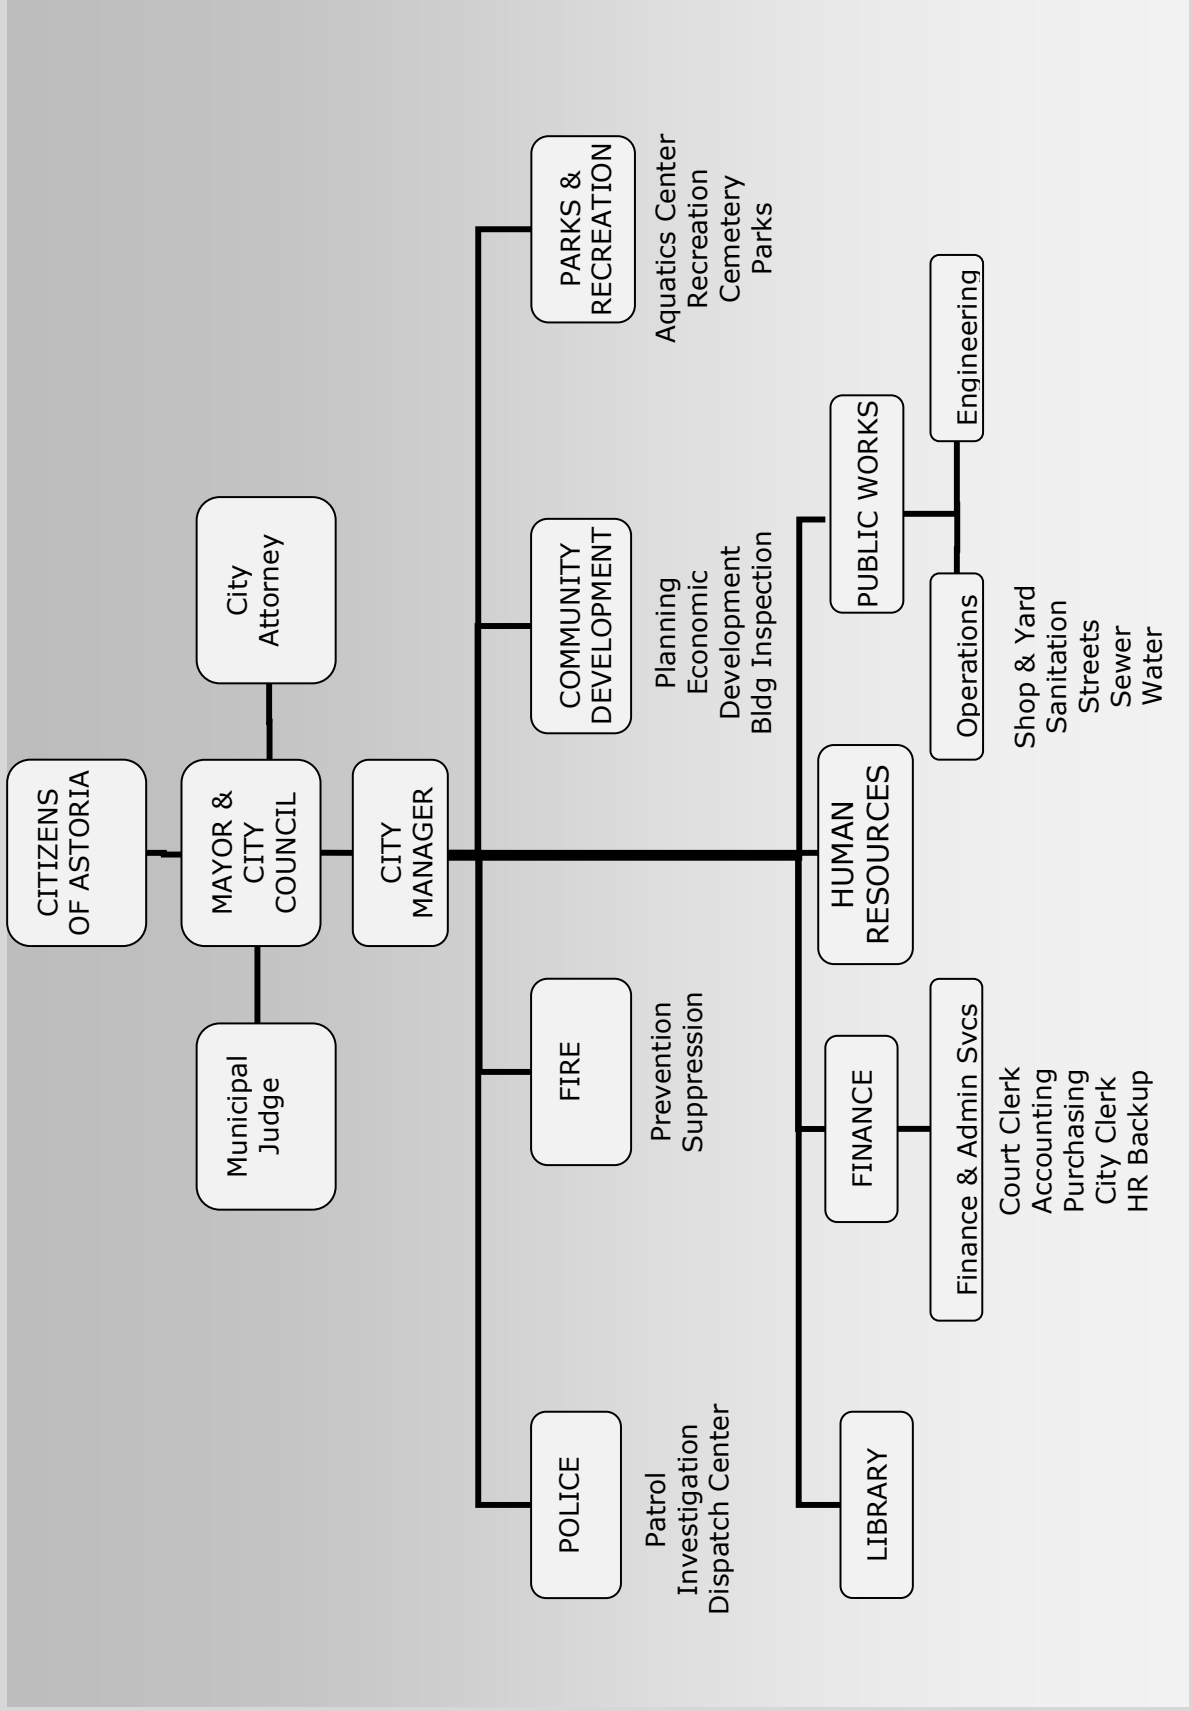 CITIZENS
OF ASTORIA
Municipal
Judge
MAYOR &
CITY
COUNCIL
City
Attorney
CITY
MANAGER
POLICE
Patrol
Investigation
Dispatch Center
FIRE
Prevention
Suppression
COMMUNITY
DEVELOPMENT
Planning
Economic
Development
Bldg Inspection
PARKS &
RECREATION
Aquatics Center
Recreation
Cemetery
Parks
LIBRARY
FINANCE
Finance & Admin Svcs
Court Clerk
Accounting
Purchasing
City Clerk
HR Backup
HUMAN
RESOURCES
PUBLIC WORKS
Operations
Shop & Yard
Sanitation
Streets
Sewer
Water
Engineering